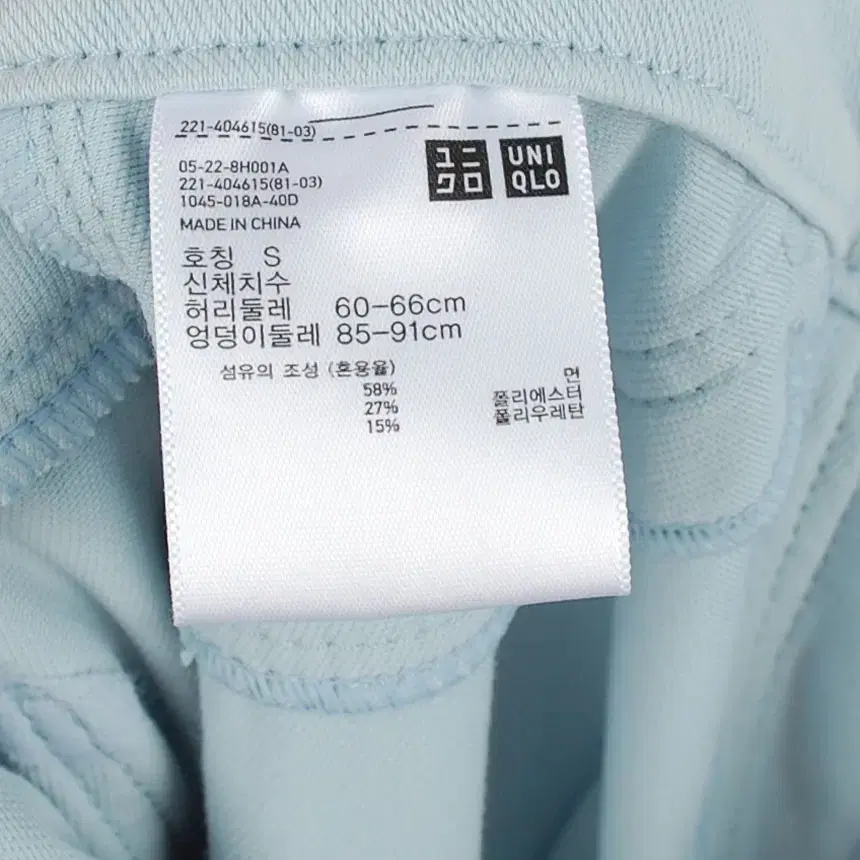 221-404615(81-03)
ユニクロ
UNIQLO
05-22-8H001A
221-404615(81-03)
1045-018A-40D
MADE IN CHINA
호칭 S
신체치수
허리둘레 60-66cm
엉덩이둘레 85-91cm
섬유의 조성 (혼용율)
58% 면
27% 폴리에스터
15% 폴리우레탄